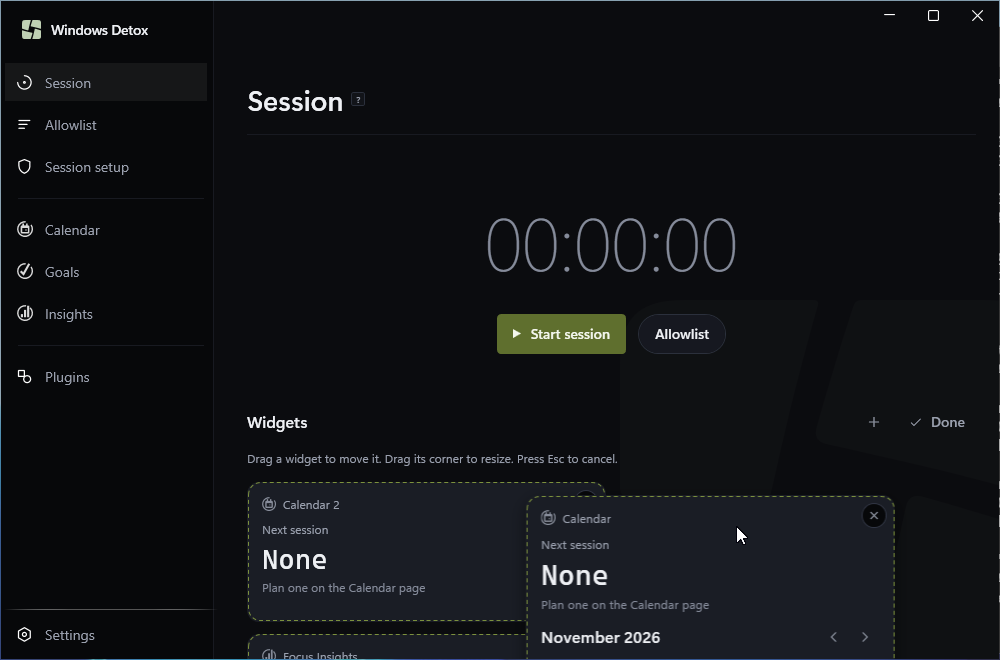 Windows Detox
Session
Allowlist
Session setup
Calendar
Goals
Insights
Plugins
Settings
Session ?
00:00:00
Start session
Allowlist
Widgets
Done
Drag a widget to move it. Drag its corner to resize. Press Esc to cancel.
Calendar 2
Next session
None
Plan one on the Calendar page
Focus Insights
Calendar
Next session
None
Plan one on the Calendar page
November 2026